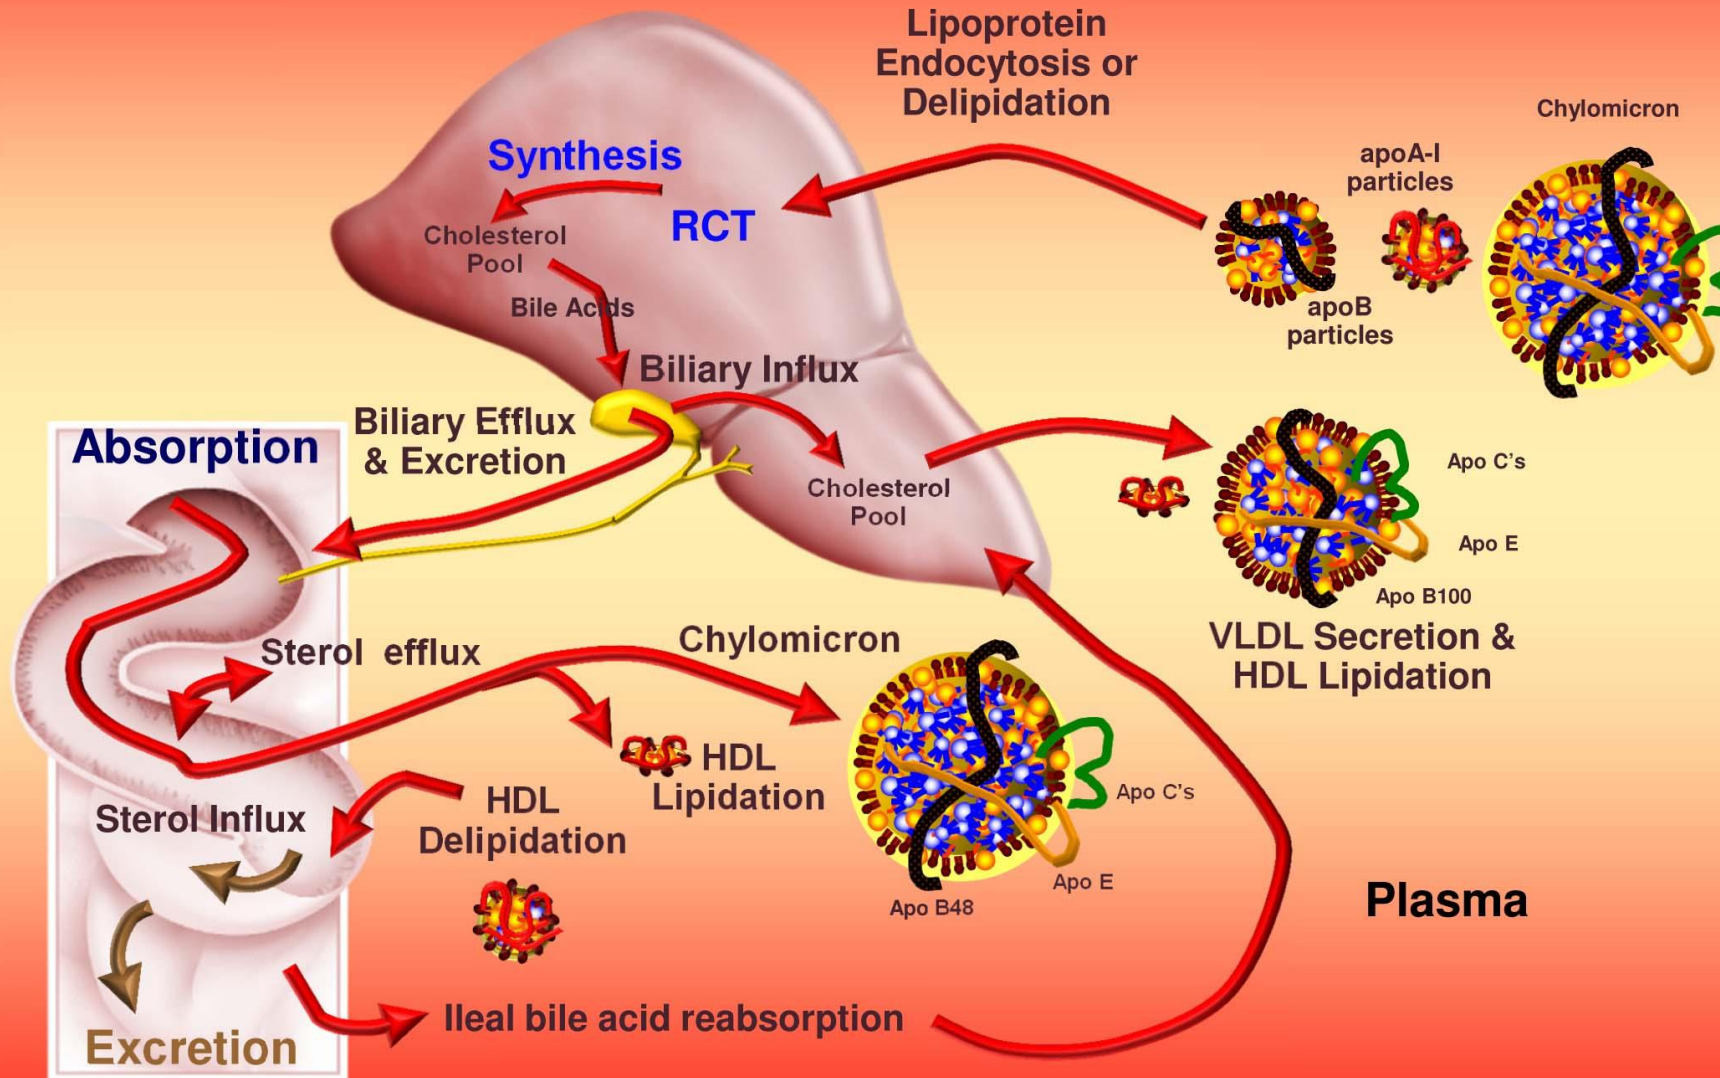 Lipoprotein
Endocytosis or
Delipidation
Chylomicron
apoA-I
particles
Synthesis
RCT
Cholesterol
Pool
Bile Acids
apoB
particles
Biliary Influx
Biliary Efflux
& Excretion
Absorption
Cholesterol
Pool
Apo C's
Apo E
Apo B100
VLDL Secretion &
HDL Lipidation
Sterol efflux
Chylomicron
HDL
Lipidation
HDL
Delipidation
Sterol Influx
Apo C's
Apo E
Apo B48
Plasma
Ileal bile acid reabsorption
Excretion